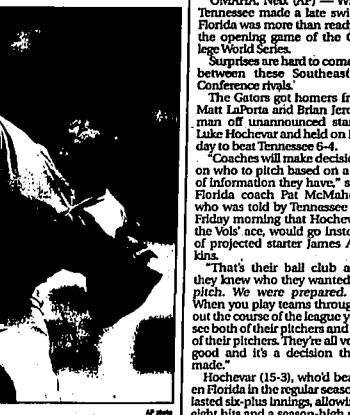 OMAHA, Neb. (AP) — W
Tennessee made a late swi
Florida was more than read
the opening game of the C
lege World Series.
Surprises are hard to come
between these Southeast
Conference rivals.
The Gators got homers fr
Matt LaPorta and Brian Jero
man off unannounced star
Luke Hochevar and held on
day to beat Tennessee 6-4.
"Coaches will make decisio
on who to pitch based on a
of information they have," s
Florida coach Pat McMaho
who was told by Tennessee
Friday morning that Hochev
the Vols' ace, would go inste
of projected starter James A
kins.
"That's their ball club a
they knew who they wanted
pitch. We were prepared.
When you play teams throug
out the course of the league y
see both of their pitchers and
of their pitchers. They're all ve
good and it's a decision th
made."
Hochevar (15-3), who'd bea
en Florida in the regular seaso
lasted six-plus innings, allowi
eight hits and a season-high
AP photo